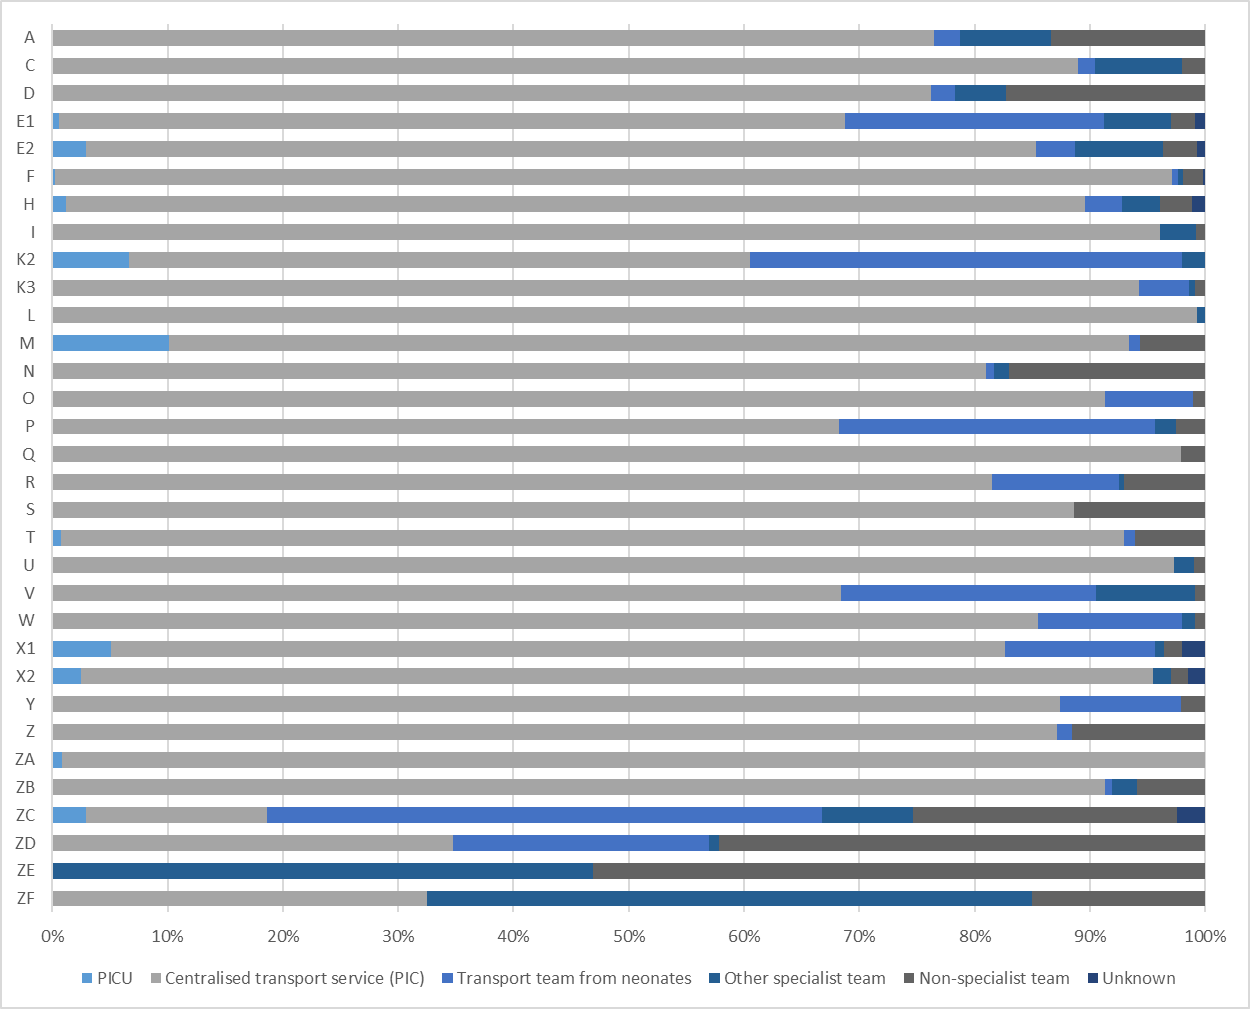 A
C
D
E1
E2
F
H
I
K2
K3
L
M
N
O
P
Q
R
S
T
U
V
W
X1
X2
Y
Z
ZA
ZB
ZC
ZD
ZE
ZF
0% 10% 20% 30% 40% 50% 60% 70% 80% 90% 100%
PICU Centralised transport service (PIC) Transport team from neonates Other specialist team Non-specialist team Unknown